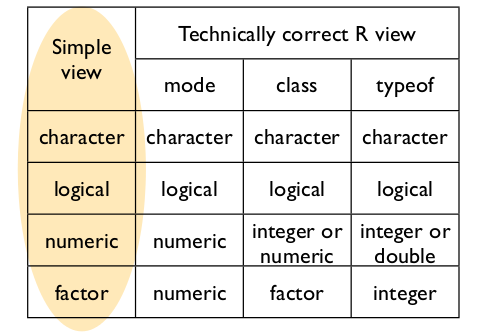 Simple view
Technically correct R view
mode class typeof
character character character character
logical logical logical logical
numeric numeric integer or numeric integer or double
factor numeric factor integer